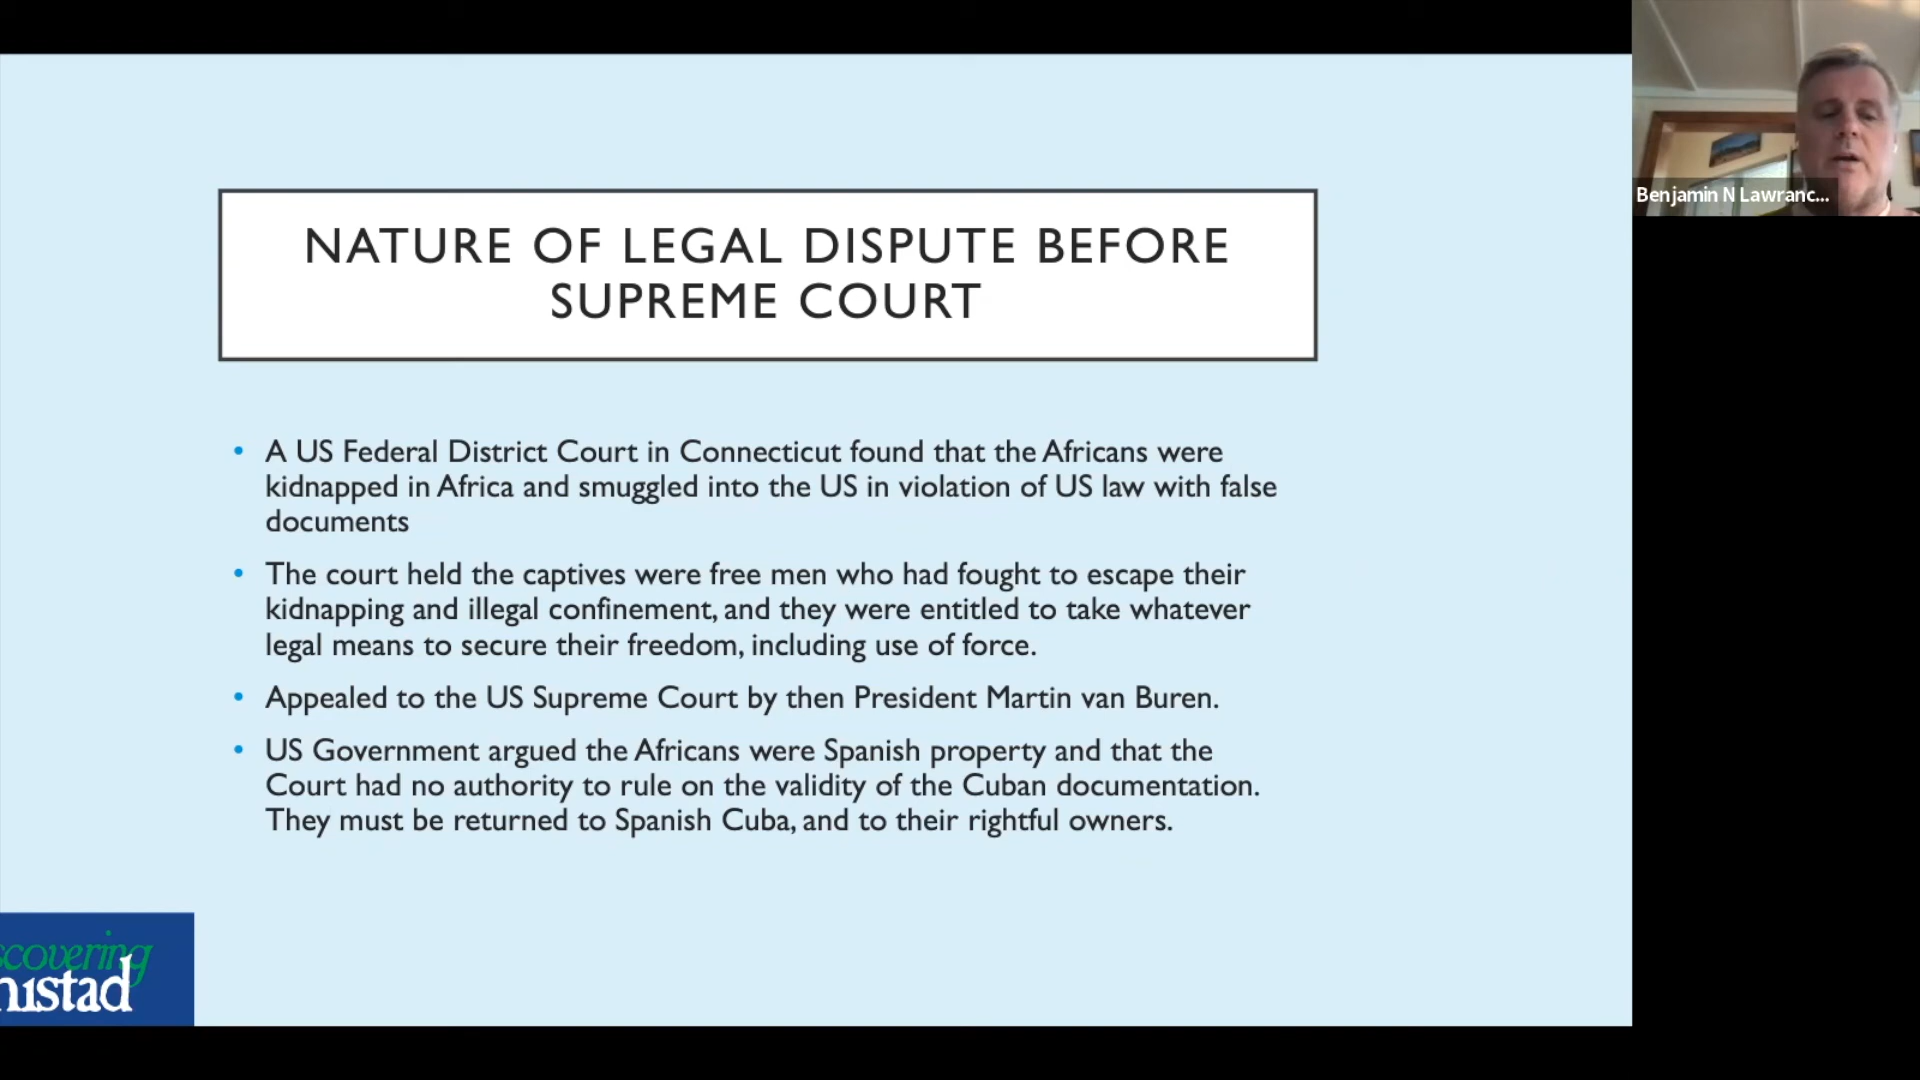 Benjamin N Lawranc...
NATURE OF LEGAL DISPUTE BEFORE
SUPREME COURT
• A US Federal District Court in Connecticut found that the Africans were
kidnapped in Africa and smuggled into the US in violation of US law with false
documents
• The court held the captives were free men who had fought to escape their
kidnapping and illegal confinement, and they were entitled to take whatever
legal means to secure their freedom, including use of force.
• Appealed to the US Supreme Court by then President Martin van Buren.
• US Government argued the Africans were Spanish property and that the
Court had no authority to rule on the validity of the Cuban documentation.
They must be returned to Spanish Cuba, and to their rightful owners.
scovering
nistad